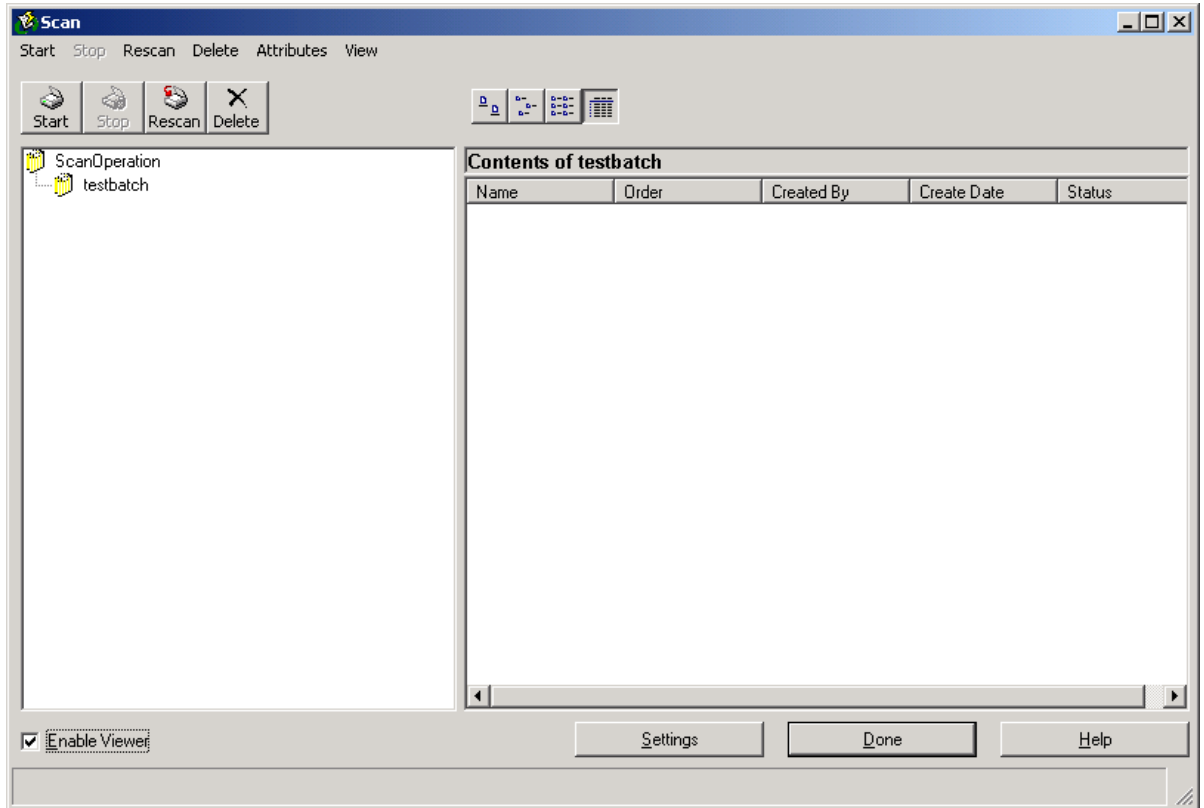 Scan
Start Stop Rescan Delete Attributes View
Start Stop Rescan Delete
ScanOperation
testbatch
Contents of testbatch
Name Order Created By Create Date Status
Enable Viewer
Settings Done Help